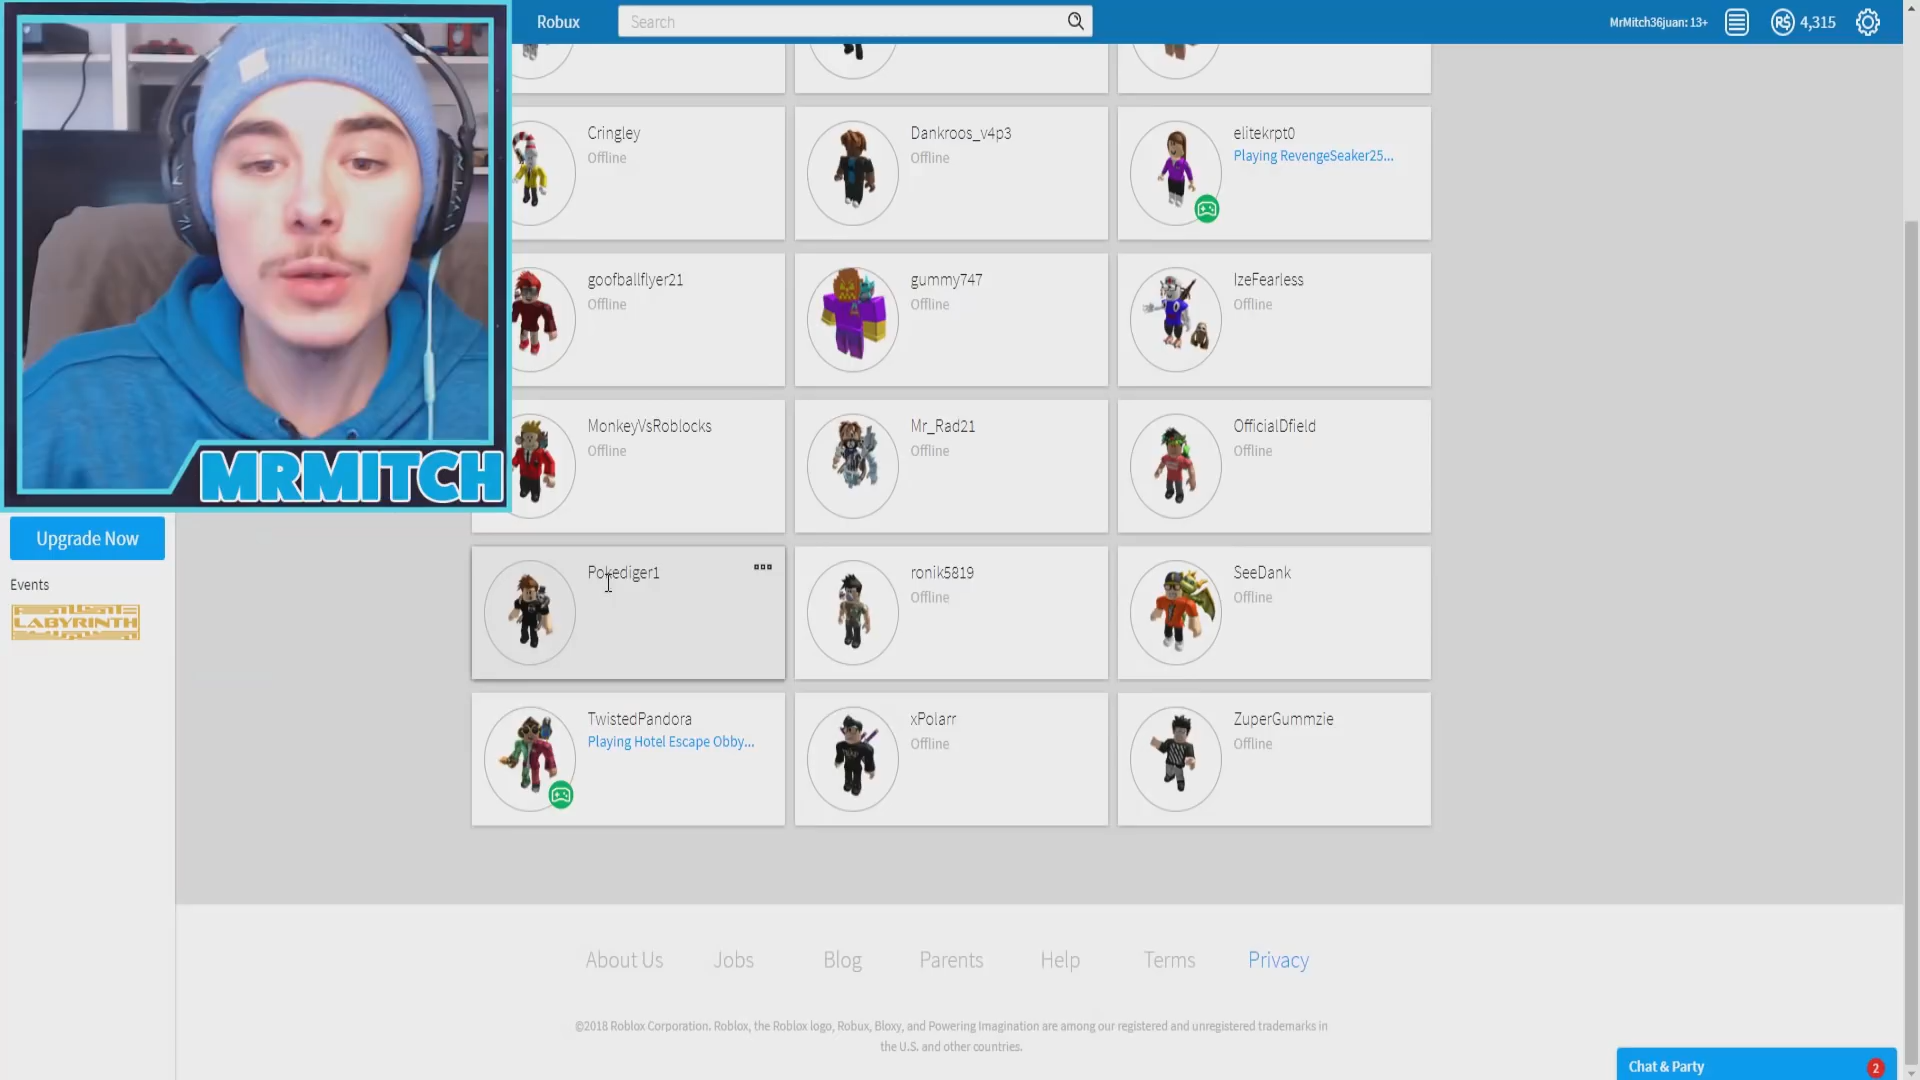 Robux
Search
MrMitch36juan: 13+
R$ 4,315
Cringley
Offline
Dankroos_v4p3
Offline
elitekrpt0
Playing RevengeSeaker25...
goofballflyer21
Offline
gummy747
Offline
IzeFearless
Offline
MonkeyVsRoblocks
Offline
Mr_Rad21
Offline
OfficialDfield
Offline
MRMITCH
Upgrade Now
Events
LABYRINTH
Pokediger1
ronik5819
Offline
SeeDank
Offline
TwistedPandora
Playing Hotel Escape Obby...
xPolarr
Offline
ZuperGummzie
Offline
About Us
Jobs
Blog
Parents
Help
Terms
Privacy
©2018 Roblox Corporation. Roblox, the Roblox logo, Robux, Bloxy, and Powering Imagination are among our registered and unregistered trademarks in
the U.S. and other countries.
Chat & Party
2